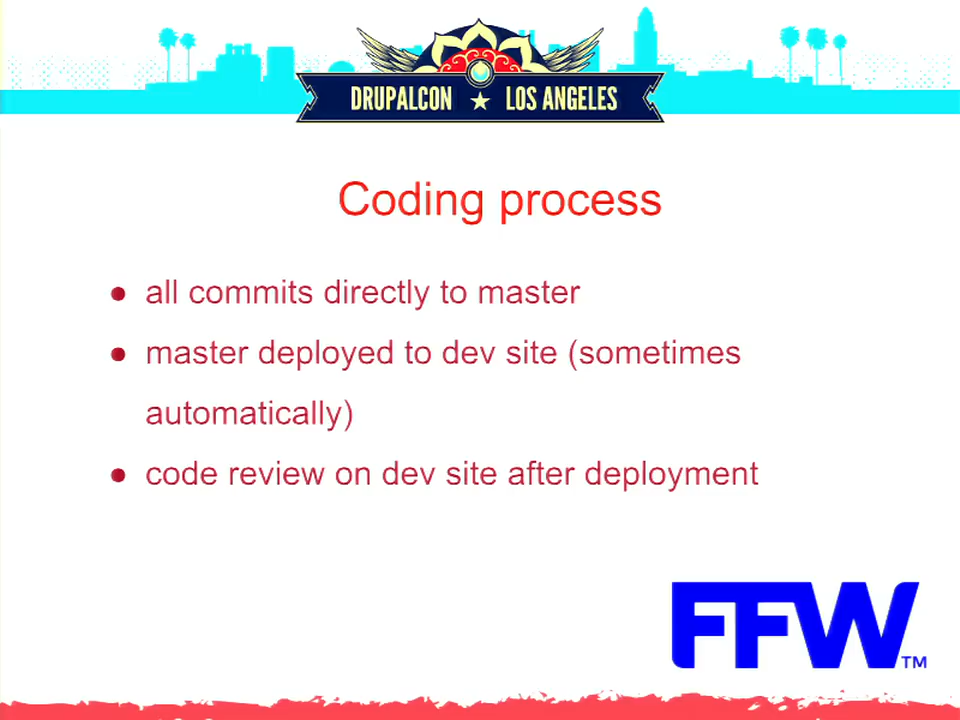 DRUPALCON ★ LOS ANGELES
Coding process
● all commits directly to master
● master deployed to dev site (sometimes
automatically)
● code review on dev site after deployment
FFW™